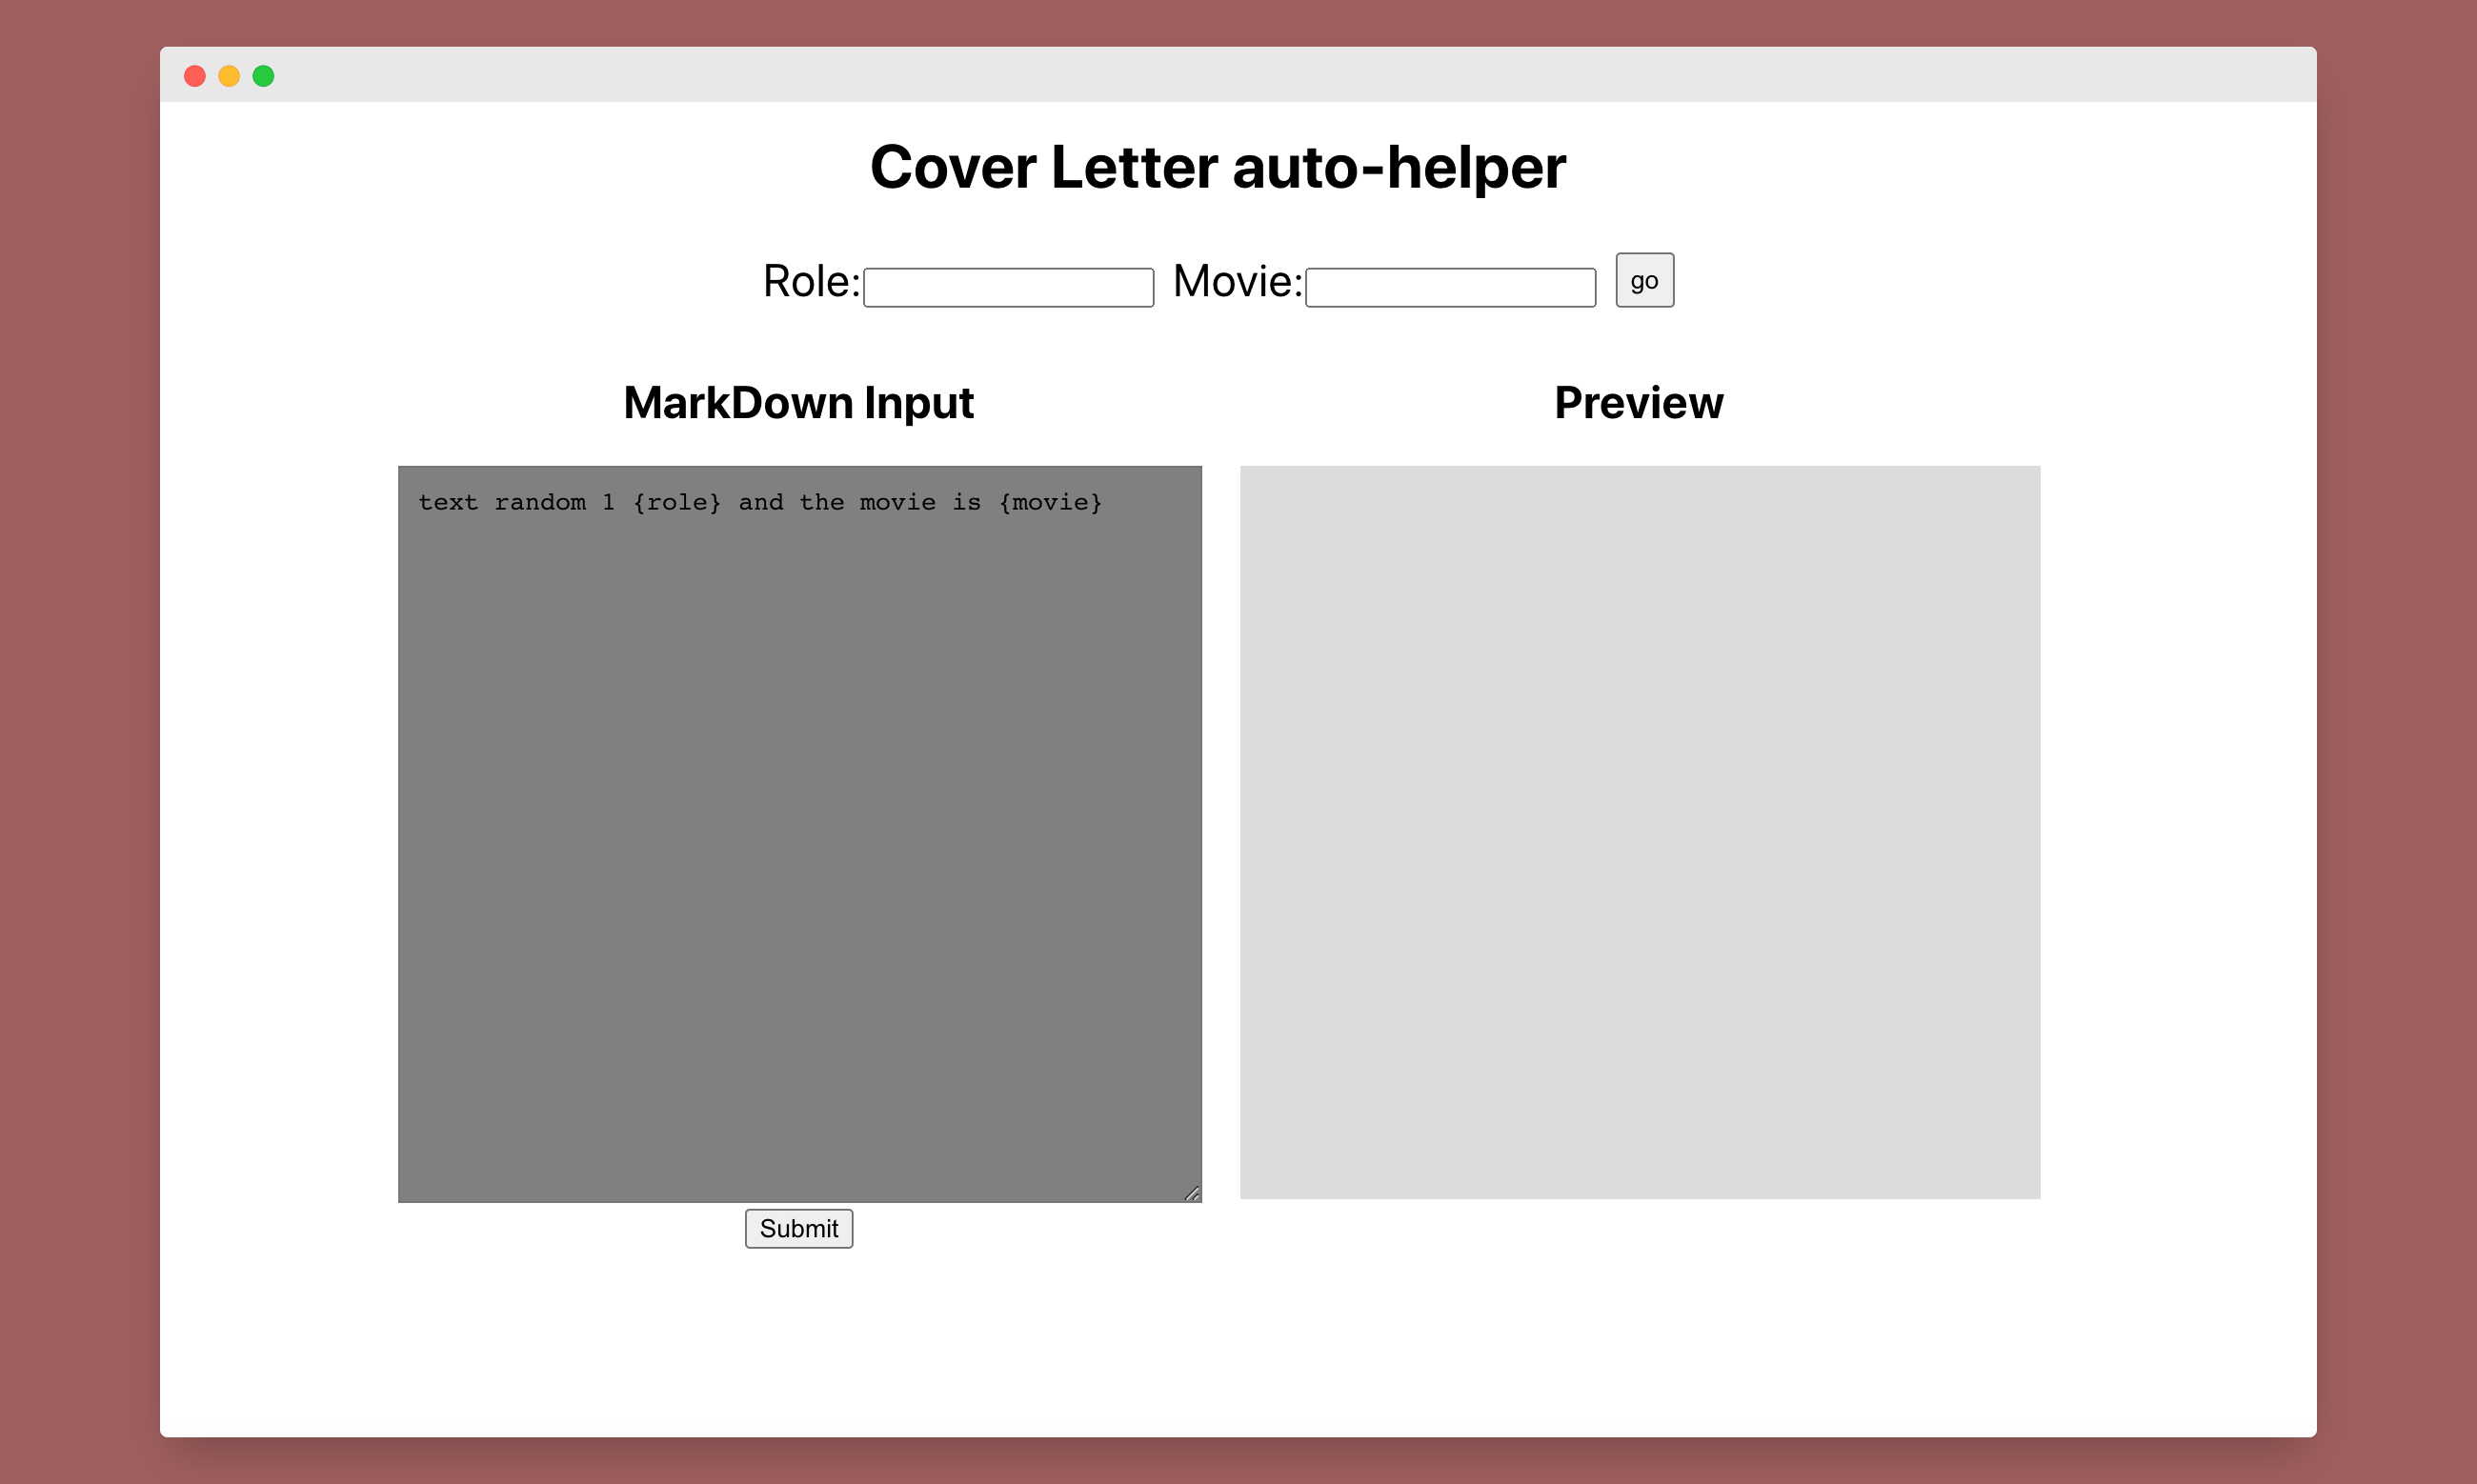 Cover Letter auto-helper
Role: Movie: go
MarkDown Input
Preview
text random 1 {role} and the movie is {movie}
Submit